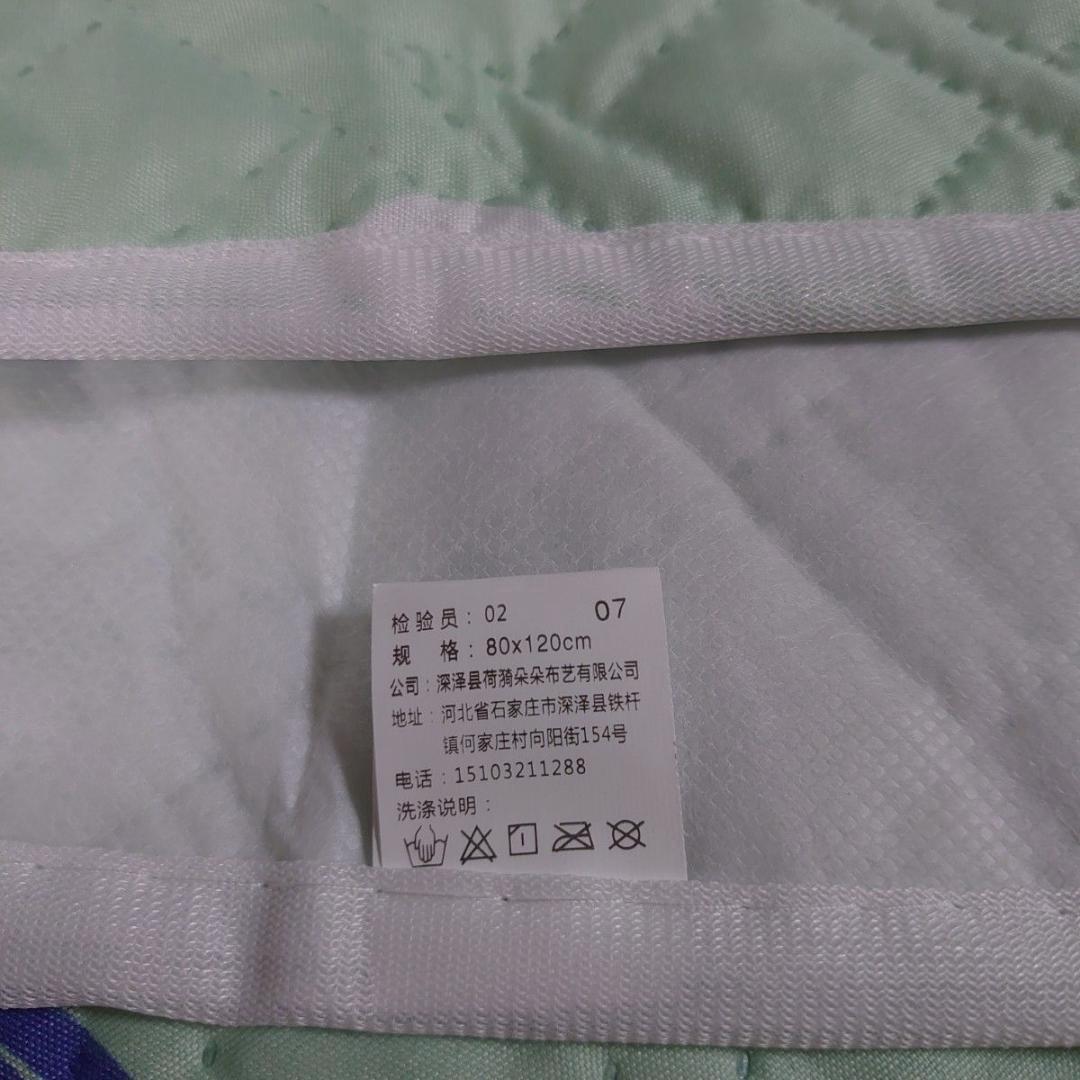 检验员：02 07
规 格：80x120cm
公司：深泽县荷漪朵朵布艺有限公司
地址：河北省石家庄市深泽县铁杆
镇何家庄村向阳街154号
电话：15103211288
洗涤说明：